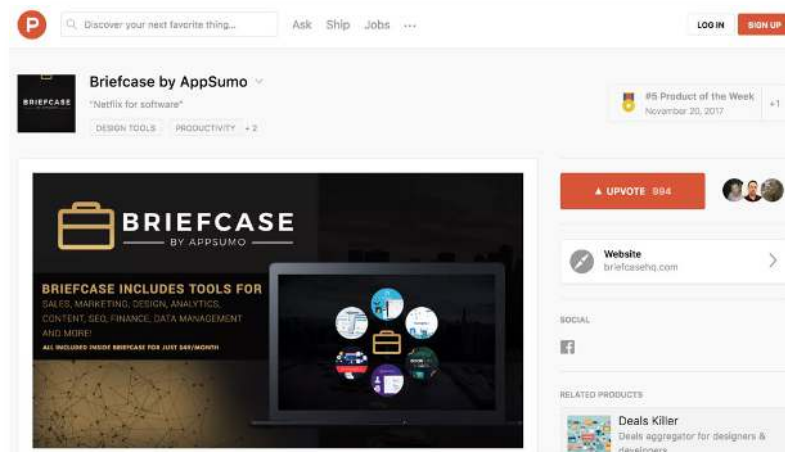 P
Discover your next favorite thing...
Ask Ship Jobs ...
LOG IN
SIGN UP
BRIEFCASE
Briefcase by AppSumo
"Netflix for software"
DESIGN TOOLS PRODUCTIVITY + 2
#5 Product of the Week
November 20, 2017
+1
BRIEFCASE
BY APPSUMO
BRIEFCASE INCLUDES TOOLS FOR
SALES, MARKETING, DESIGN, ANALYTICS,
CONTENT, SEO, FINANCE, DATA MANAGEMENT
AND MORE!
ALL INCLUDED INSIDE BRIEFCASE FOR JUST $49/MONTH
UPVOTE 994
Website
briefcasehq.com
SOCIAL
RELATED PRODUCTS
Deals Killer
Deals aggregator for designers &
developers